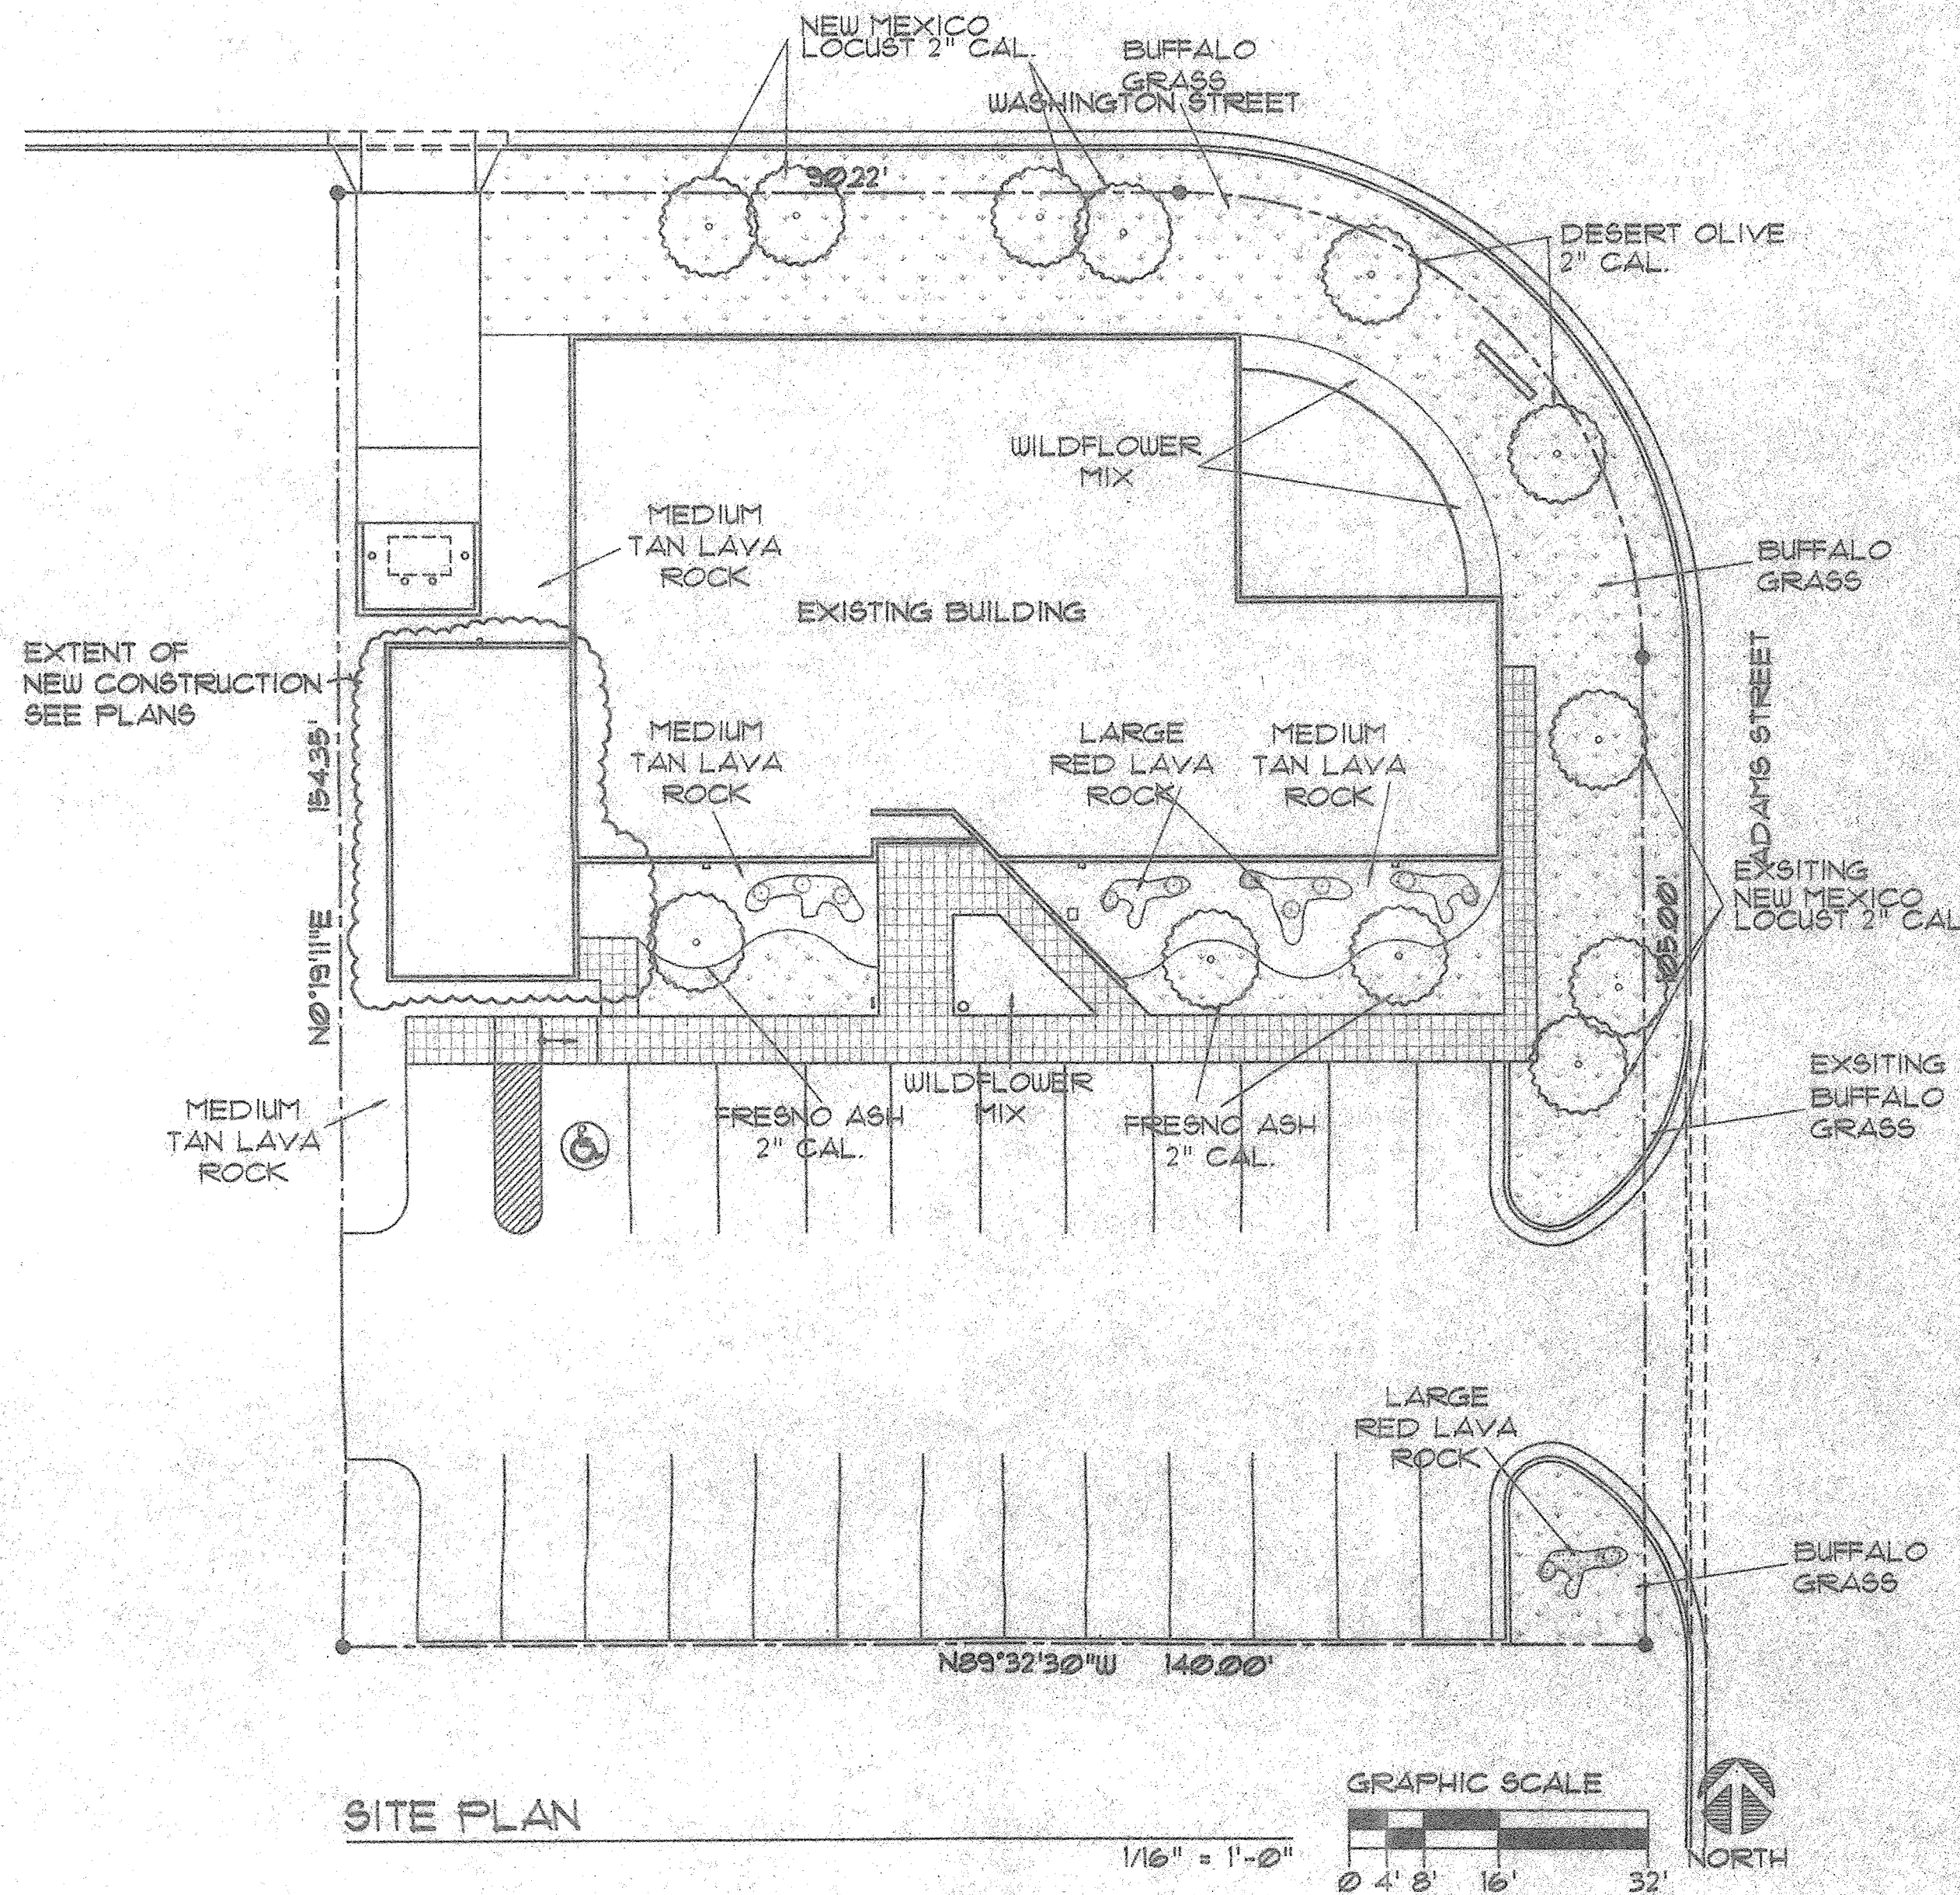 NEW MEXICO
LOCUST 2" CAL.
BUFFALO
GRASS
WASHINGTON STREET
90.22'
DESERT OLIVE
2" CAL.
WILDFLOWER
MIX
MEDIUM
TAN LAVA
ROCK
BUFFALO
GRASS
EXISTING BUILDING
EXTENT OF
NEW CONSTRUCTION
SEE PLANS
ADAMS STREET
MEDIUM
TAN LAVA
ROCK
LARGE
RED LAVA
ROCK
MEDIUM
TAN LAVA
ROCK
N0°19'11"E 154.35'
EXSITING
NEW MEXICO
LOCUST 2" CAL
105.00'
EXSITING
BUFFALO
GRASS
MEDIUM
TAN LAVA
ROCK
WILDFLOWER
MIX
FRESNO ASH
2" CAL.
FRESNO ASH
2" CAL.
LARGE
RED LAVA
ROCK
BUFFALO
GRASS
N89°32'30"W 140.00'
SITE PLAN
1/16" = 1'-0"
GRAPHIC SCALE
0 4' 8' 16' 32'
NORTH